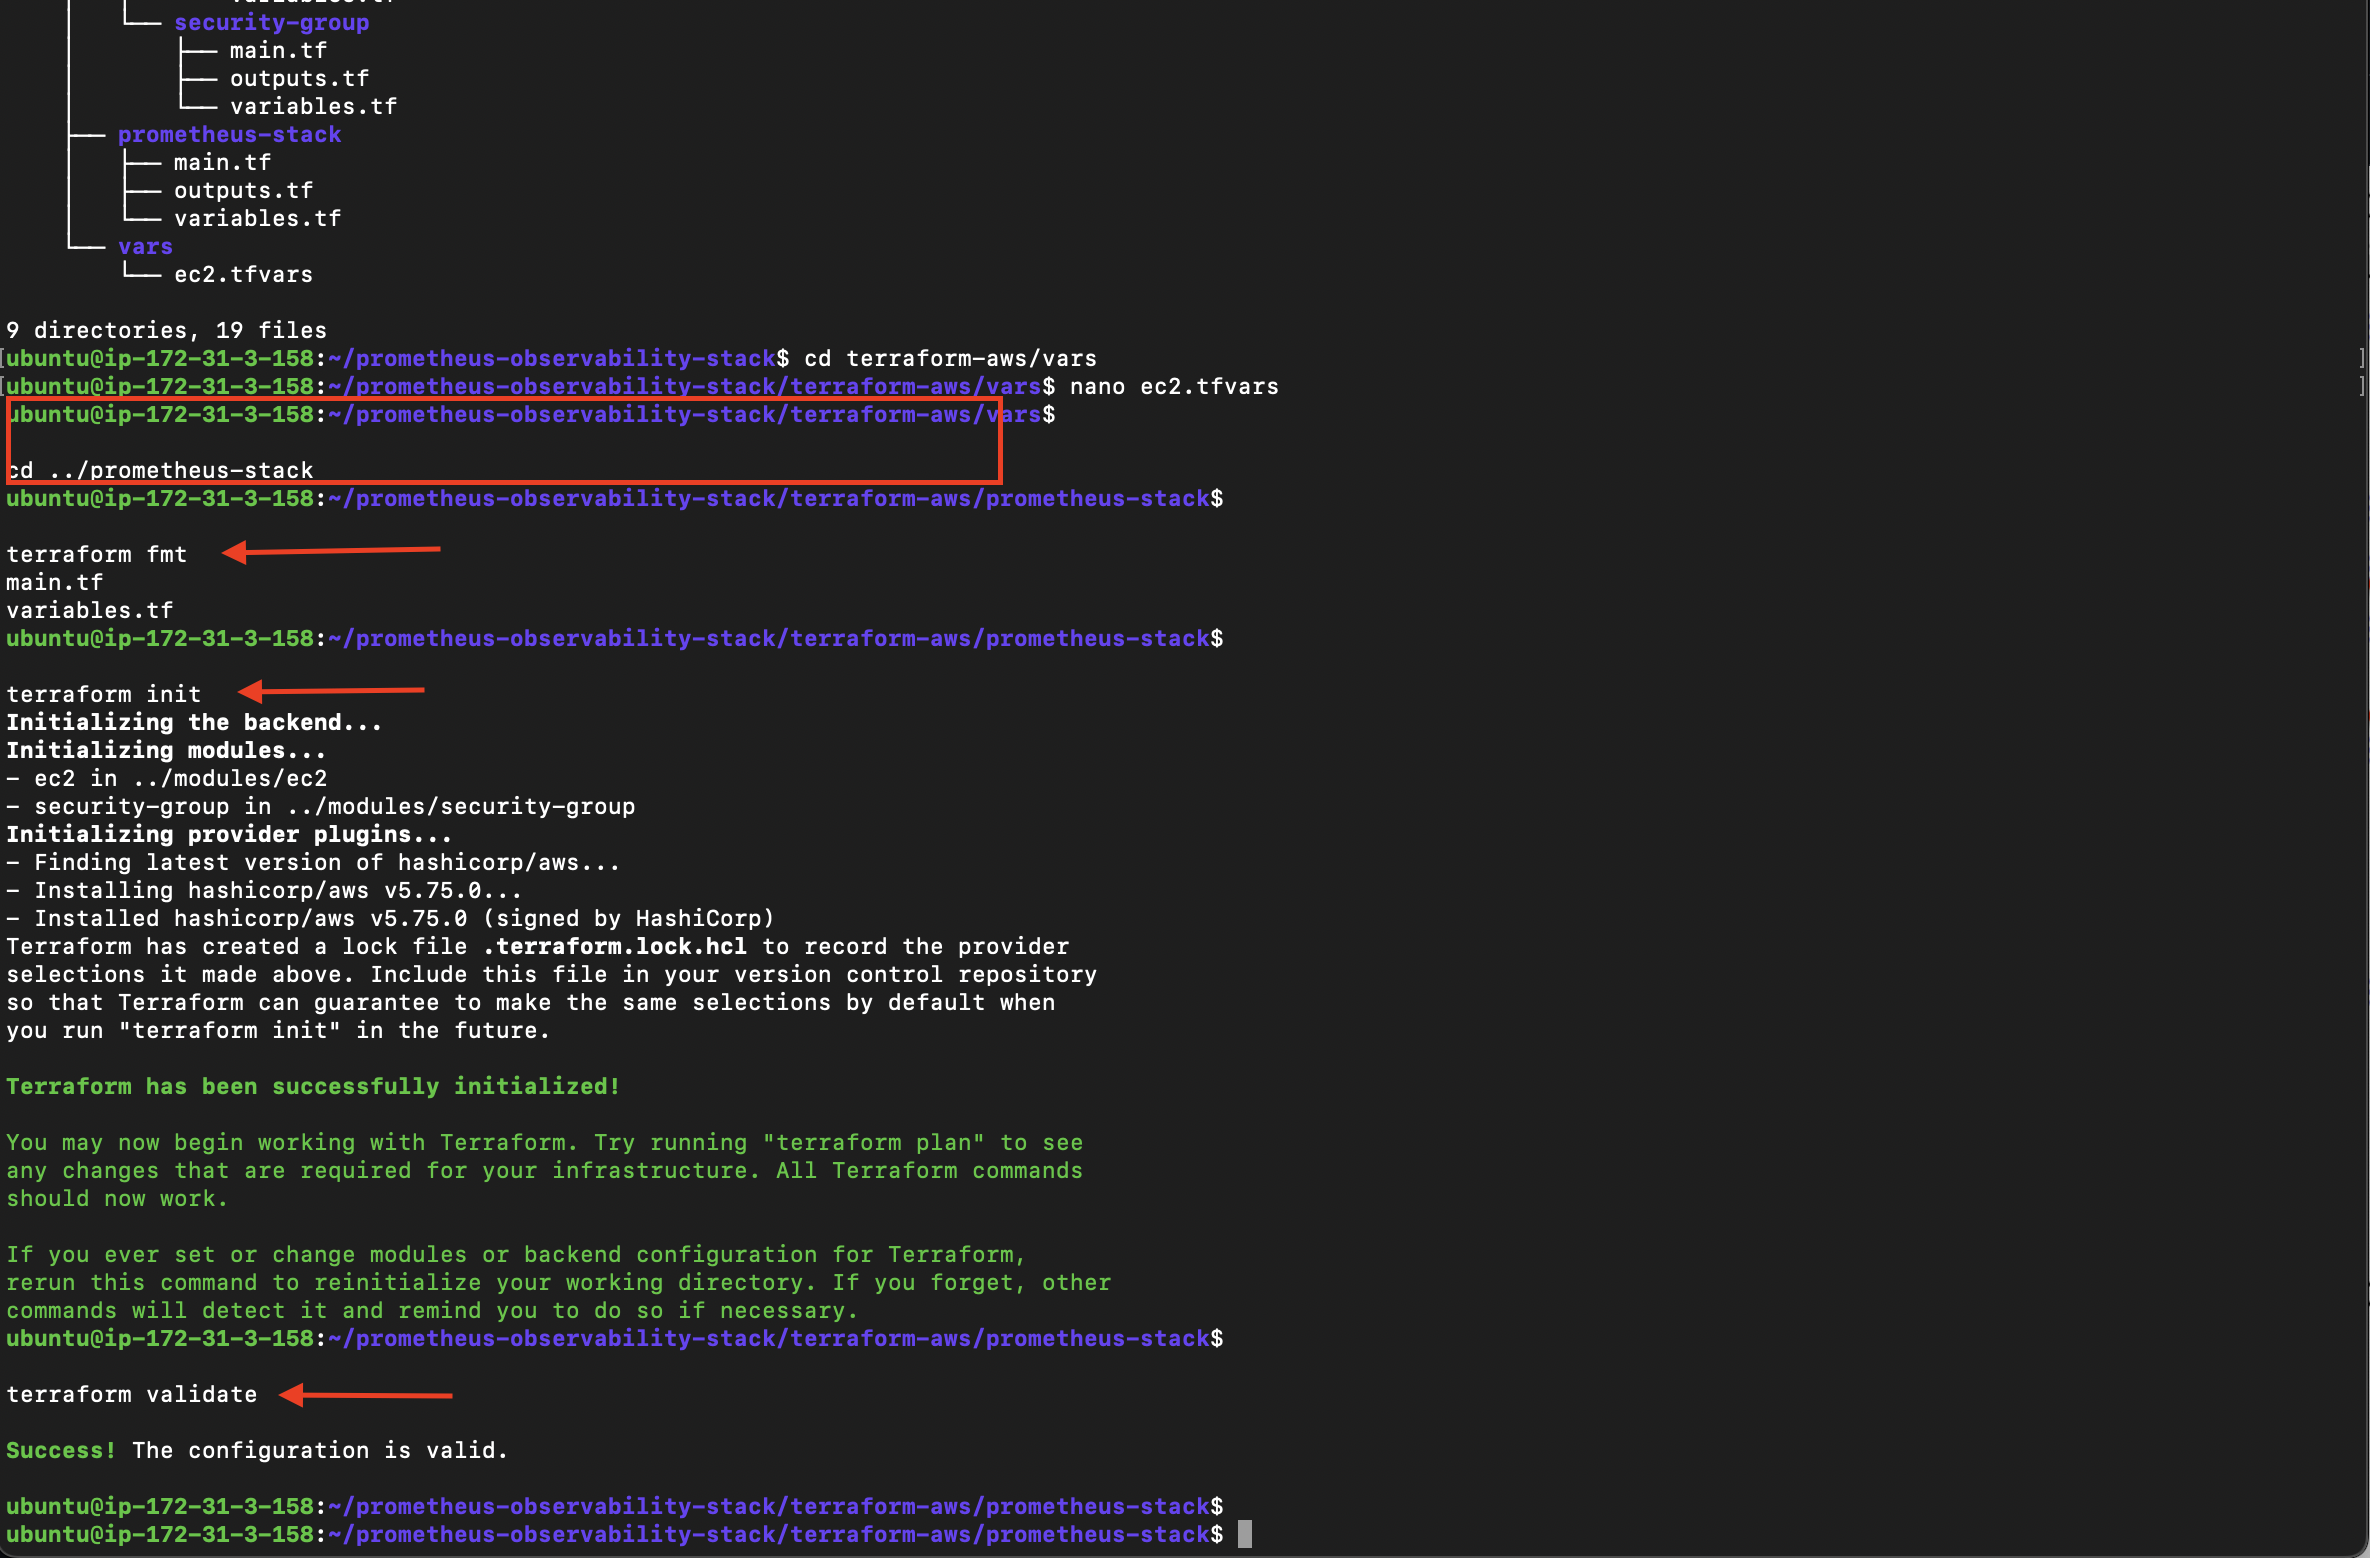 └── security-group
├── main.tf
├── outputs.tf
└── variables.tf
├── prometheus-stack
├── main.tf
├── outputs.tf
└── variables.tf
└── vars
└── ec2.tfvars
9 directories, 19 files
[ubuntu@ip-172-31-3-158:~/prometheus-observability-stack$ cd terraform-aws/vars ]
[ubuntu@ip-172-31-3-158:~/prometheus-observability-stack/terraform-aws/vars$ nano ec2.tfvars ]
ubuntu@ip-172-31-3-158:~/prometheus-observability-stack/terraform-aws/vars$
cd ../prometheus-stack
ubuntu@ip-172-31-3-158:~/prometheus-observability-stack/terraform-aws/prometheus-stack$
terraform fmt
main.tf
variables.tf
ubuntu@ip-172-31-3-158:~/prometheus-observability-stack/terraform-aws/prometheus-stack$
terraform init
Initializing the backend...
Initializing modules...
- ec2 in ../modules/ec2
- security-group in ../modules/security-group
Initializing provider plugins...
- Finding latest version of hashicorp/aws...
- Installing hashicorp/aws v5.75.0...
- Installed hashicorp/aws v5.75.0 (signed by HashiCorp)
Terraform has created a lock file .terraform.lock.hcl to record the provider
selections it made above. Include this file in your version control repository
so that Terraform can guarantee to make the same selections by default when
you run "terraform init" in the future.
Terraform has been successfully initialized!
You may now begin working with Terraform. Try running "terraform plan" to see
any changes that are required for your infrastructure. All Terraform commands
should now work.
If you ever set or change modules or backend configuration for Terraform,
rerun this command to reinitialize your working directory. If you forget, other
commands will detect it and remind you to do so if necessary.
ubuntu@ip-172-31-3-158:~/prometheus-observability-stack/terraform-aws/prometheus-stack$
terraform validate
Success! The configuration is valid.
ubuntu@ip-172-31-3-158:~/prometheus-observability-stack/terraform-aws/prometheus-stack$
ubuntu@ip-172-31-3-158:~/prometheus-observability-stack/terraform-aws/prometheus-stack$